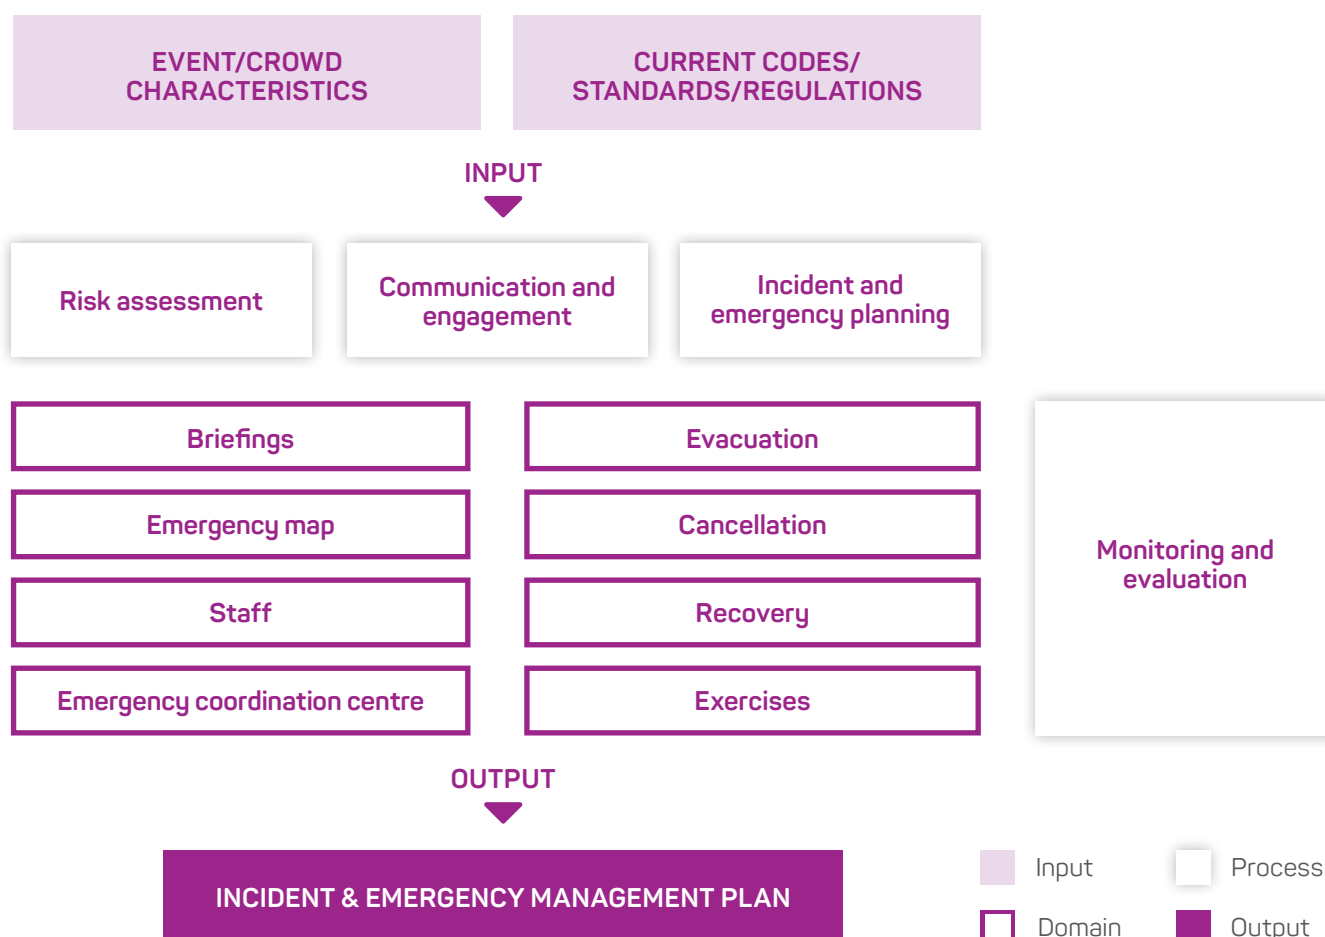 EVENT/CROWD
CHARACTERISTICS
CURRENT CODES/
STANDARDS/REGULATIONS
INPUT
Risk assessment
Communication and
engagement
Incident and
emergency planning
Briefings
Evacuation
Emergency map
Cancellation
Staff
Recovery
Emergency coordination centre
Exercises
Monitoring and
evaluation
OUTPUT
INCIDENT & EMERGENCY MANAGEMENT PLAN
Input
Process
Domain
Output